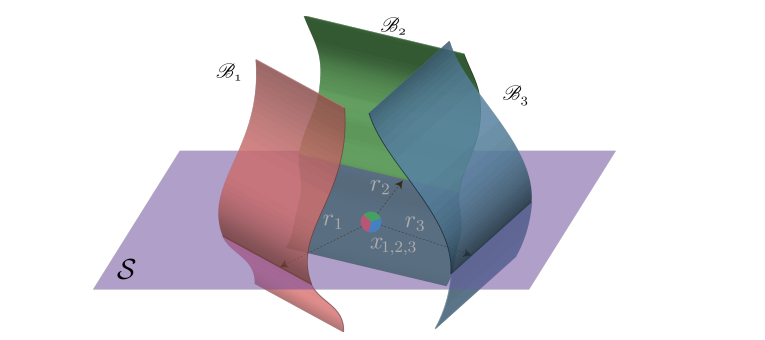 ℬ₂
ℬ₁
ℬ₃
r₂
r₁
r₃
x₁,₂,₃
𝒮